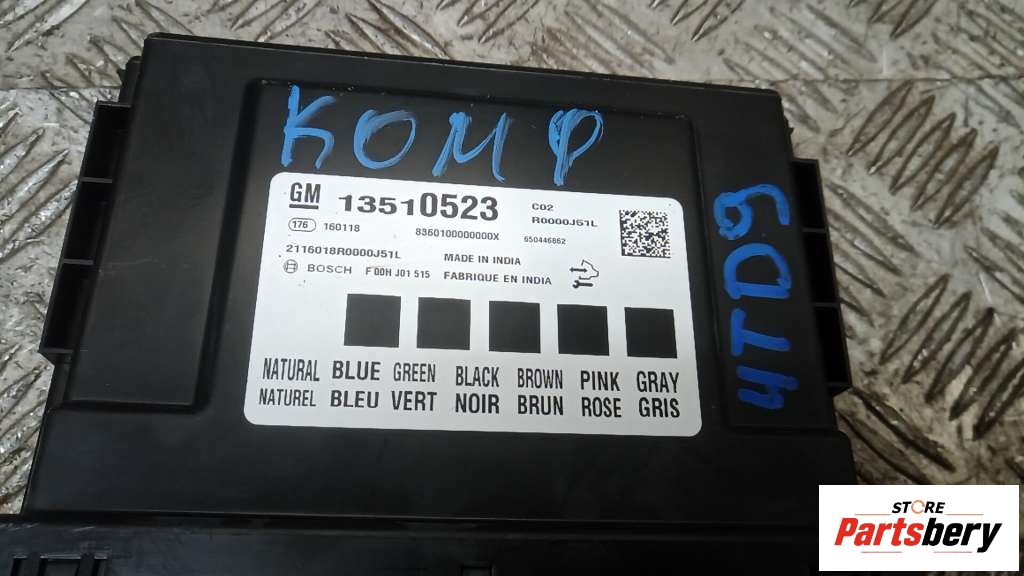 КОМФ
GM 13510523 C02
R0000J51L
176 160118 8360100000000X 650446862
2116018R0000J51L MADE IN INDIA
BOSCH F 00H J01 515 FABRIQUE EN INDIA
NATURAL BLUE GREEN BLACK BROWN PINK GRAY
NATUREL BLEU VERT NOIR BRUN ROSE GRIS
4TD9
STORE
Partsbery